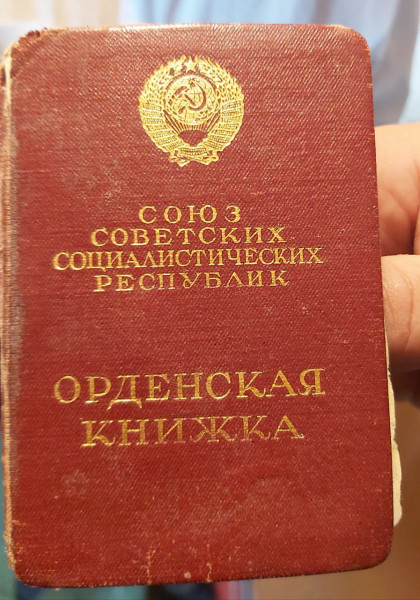 СОЮЗ
СОВЕТСКИХ
СОЦИАЛИСТИЧЕСКИХ
РЕСПУБЛИК
ОРДЕНСКАЯ
КНИЖКА